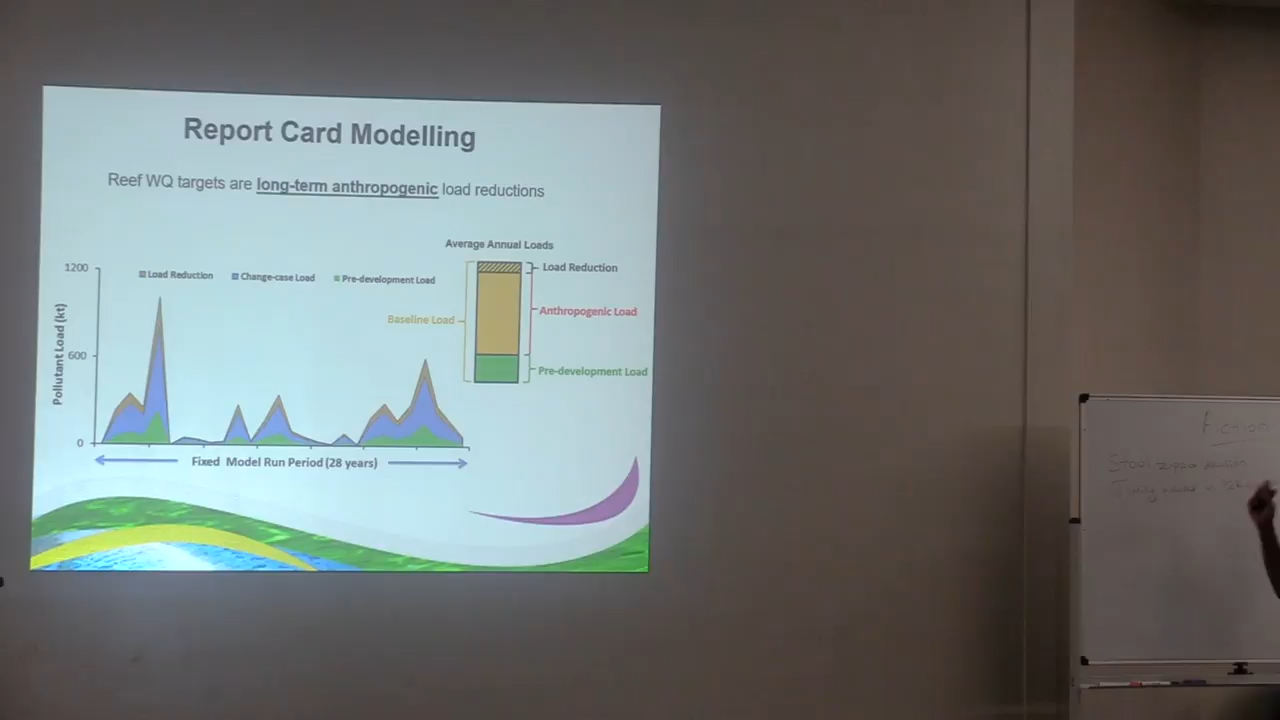 Report Card Modelling
Reef WQ targets are long-term anthropogenic load reductions
Average Annual Loads
1200
Load Reduction
Change-case Load
Pre-development Load
Load Reduction
Pollutant Load (kt)
Baseline Load
Anthropogenic Load
600
Pre-development Load
0
Fixed Model Run Period (28 years)